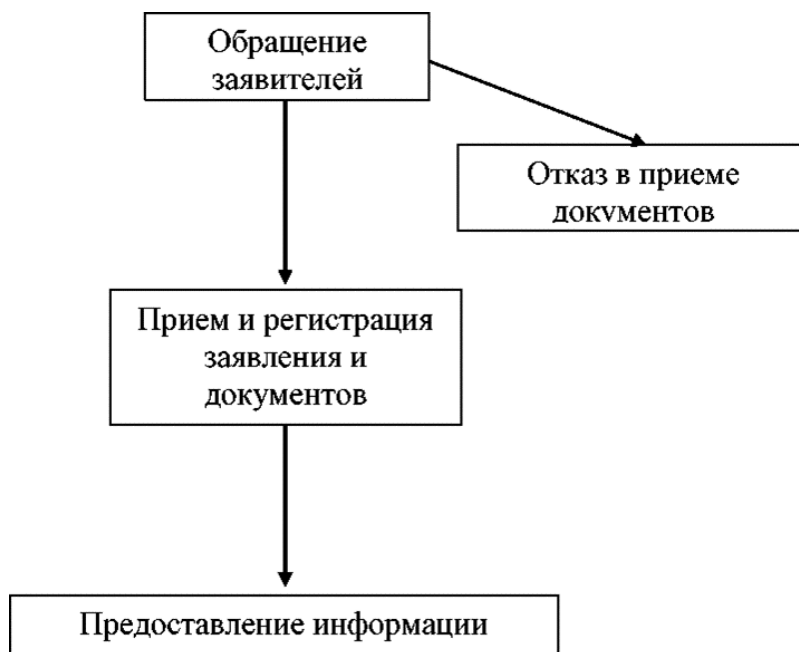 Обращение
заявителей
Отказ в приеме
документов
Прием и регистрация
заявления и
документов
Предоставление информации